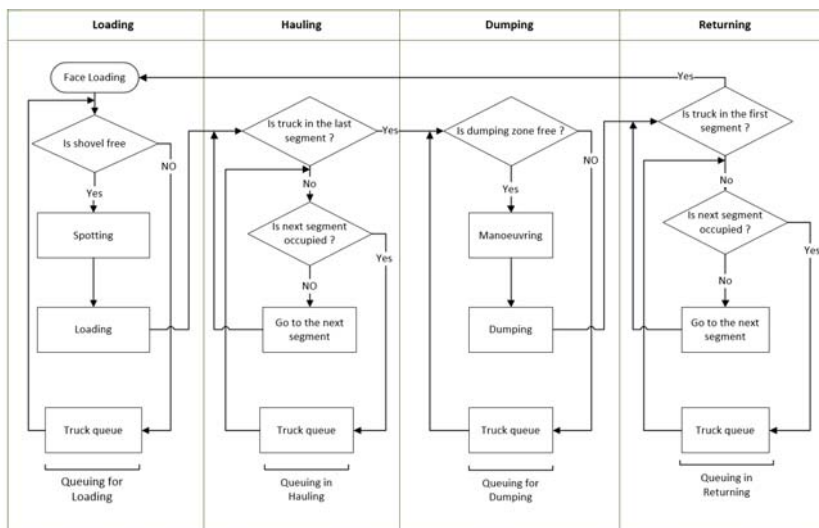 Loading
Hauling
Dumping
Returning
Yes
Face Loading
Is shovel free
NO
Yes
Spotting
Loading
Truck queue
Queuing for
Loading
Is truck in the last
segment ?
Yes
No
Is next segment
occupied ?
Yes
NO
Go to the next
segment
Truck queue
Queuing in
Hauling
Is dumping zone free ?
NO
Yes
Manoeuvring
Dumping
Truck queue
Queuing for
Dumping
Is truck in the first
segment ?
No
Is next segment
occupied ?
Yes
No
Go to the next
segment
Truck queue
Queuing in
Returning